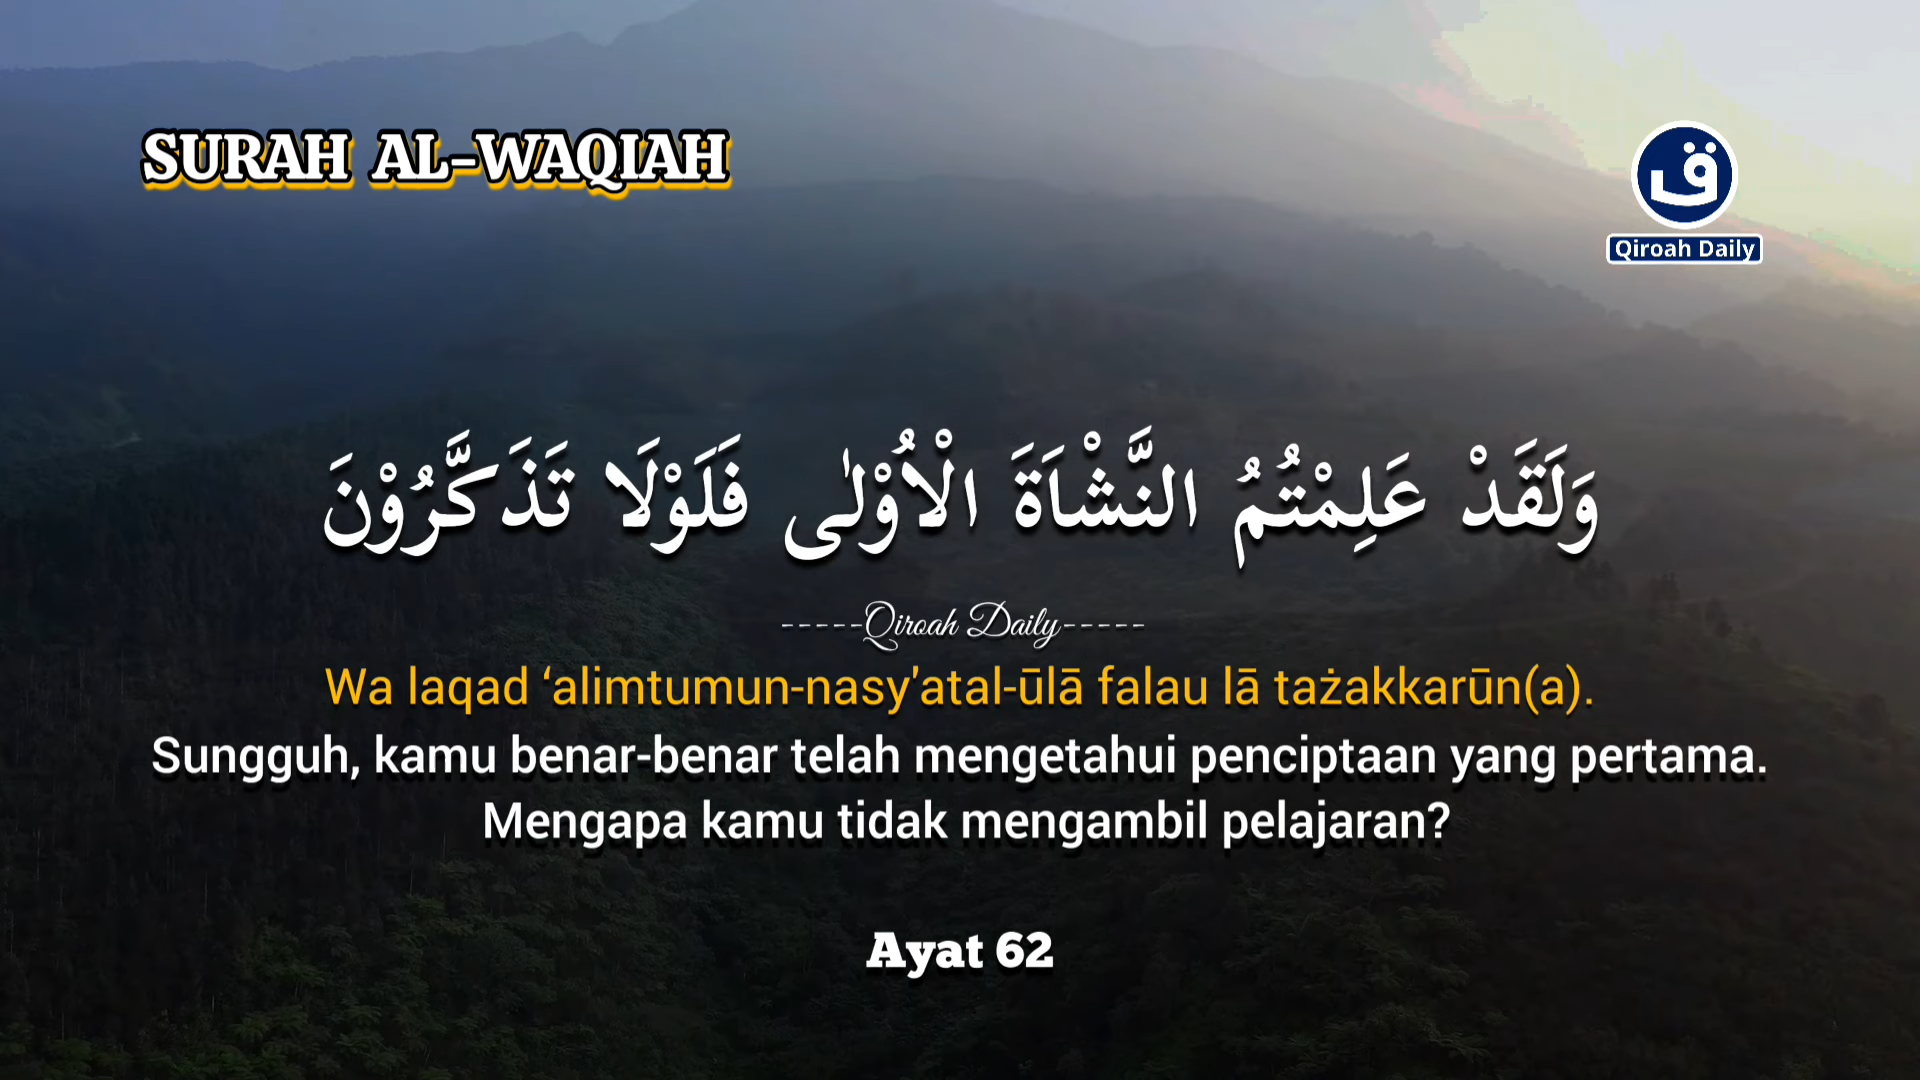 SURAH AL-WAQIAH
ق
Qiroah Daily
وَلَقَدْ عَلِمْتُمُ النَّشْاَةَ الْاُوْلٰى فَلَوْلَا تَذَكَّرُوْنَ
-----Qiroah Daily-----
Wa laqad ‘alimtumun-nasy'atal-ūlā falau lā tażakkarūn(a).
Sungguh, kamu benar-benar telah mengetahui penciptaan yang pertama.
Mengapa kamu tidak mengambil pelajaran?
Ayat 62